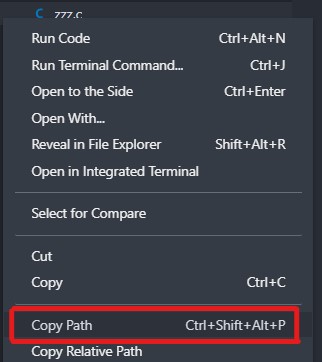 C zzz.c
Run Code Ctrl+Alt+N
Run Terminal Command... Ctrl+J
Open to the Side Ctrl+Enter
Open With...
Reveal in File Explorer Shift+Alt+R
Open in Integrated Terminal
Select for Compare
Cut
Copy Ctrl+C
Copy Path Ctrl+Shift+Alt+P
Copy Relative Path